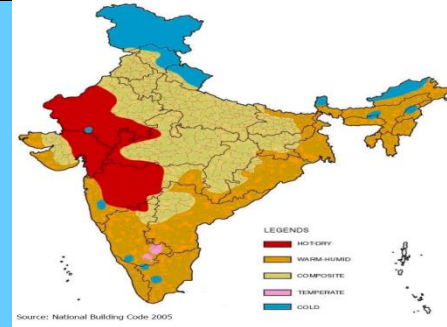 LEGENDS
HOT-DRY
WARM-HUMID
COMPOSITE
TEMPERATE
COLD
Source: National Building Code 2005